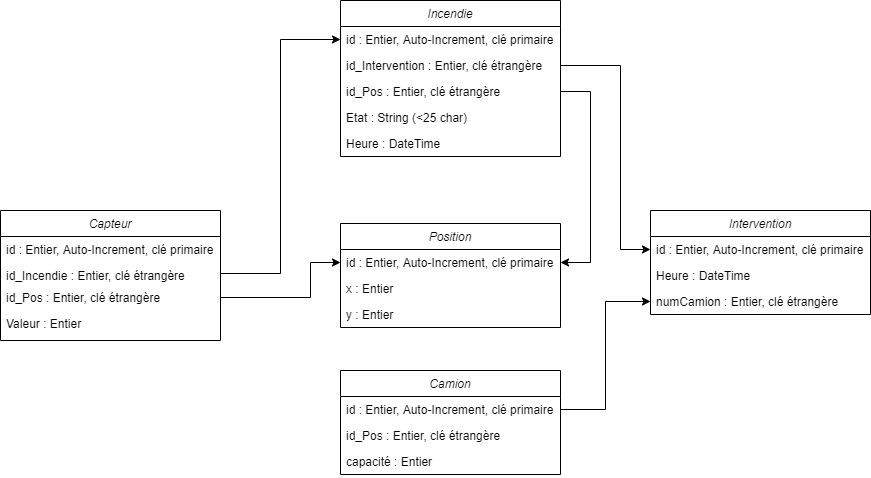 Incendie
id : Entier, Auto-Increment, clé primaire
id_Intervention : Entier, clé étrangère
id_Pos : Entier, clé étrangère
Etat : String (<25 char)
Heure : DateTime
Capteur
id : Entier, Auto-Increment, clé primaire
id_Incendie : Entier, clé étrangère
id_Pos : Entier, clé étrangère
Valeur : Entier
Position
id : Entier, Auto-Increment, clé primaire
x : Entier
y : Entier
Intervention
id : Entier, Auto-Increment, clé primaire
Heure : DateTime
numCamion : Entier, clé étrangère
Camion
id : Entier, Auto-Increment, clé primaire
id_Pos : Entier, clé étrangère
capacité : Entier